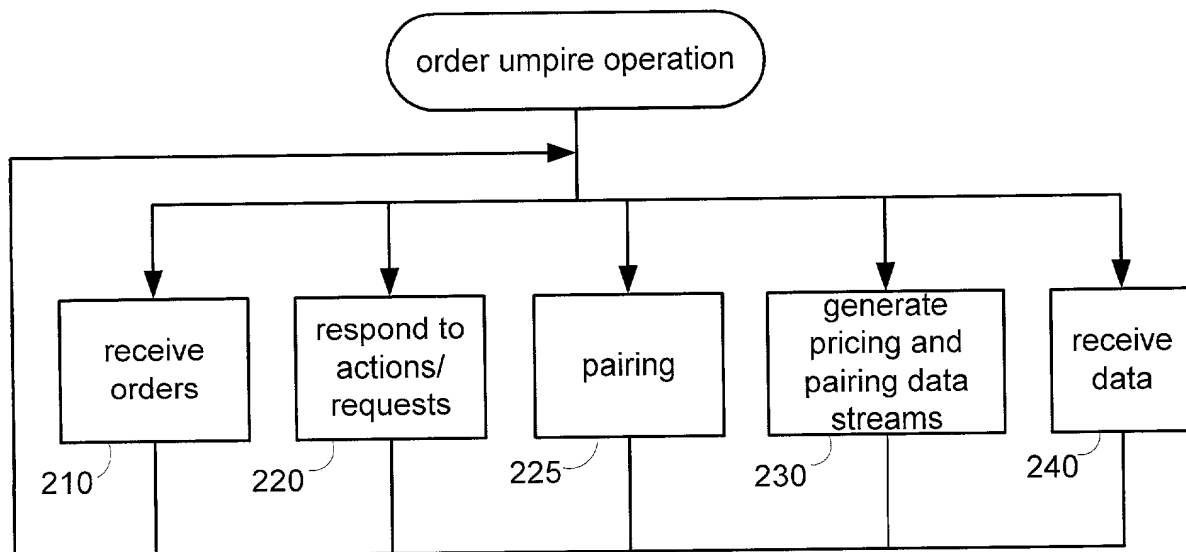 order umpire operation
receive
orders
respond to
actions/
requests
pairing
generate
pricing and
pairing data
streams
receive
data
210
220
225
230
240